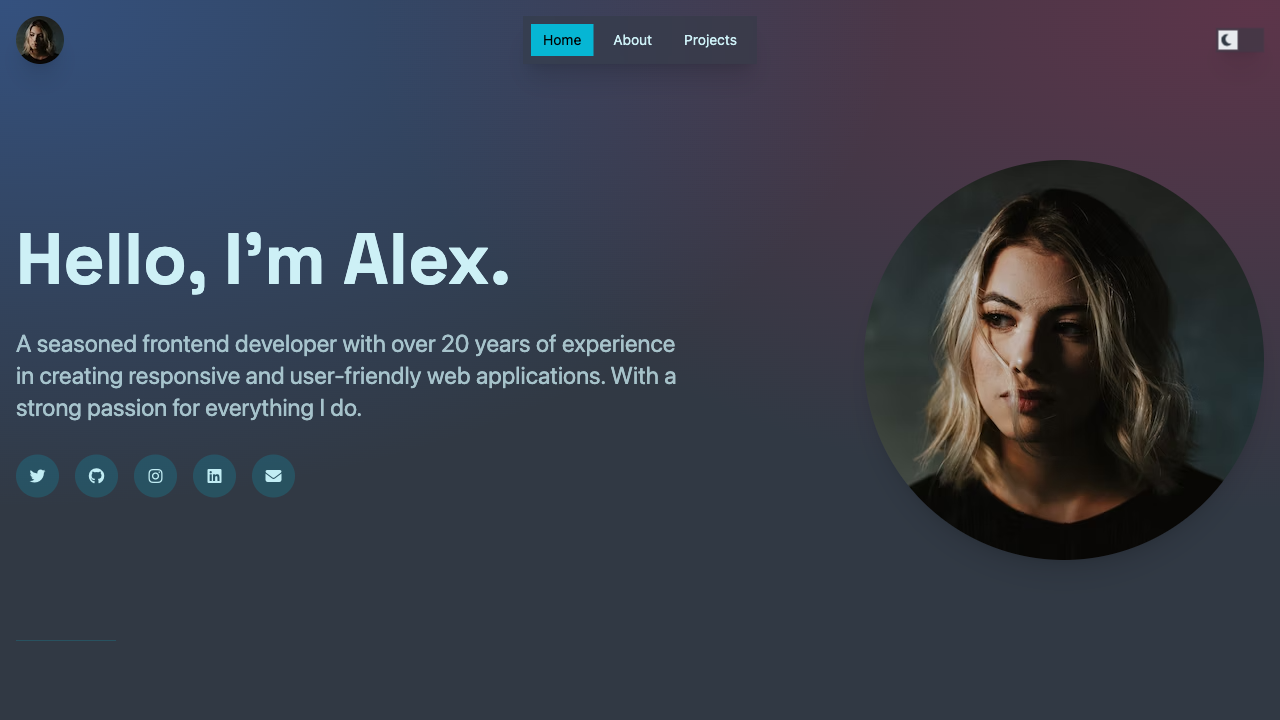 Home
About
Projects
Hello, I’m Alex.
A seasoned frontend developer with over 20 years of experience
in creating responsive and user-friendly web applications. With a
strong passion for everything I do.